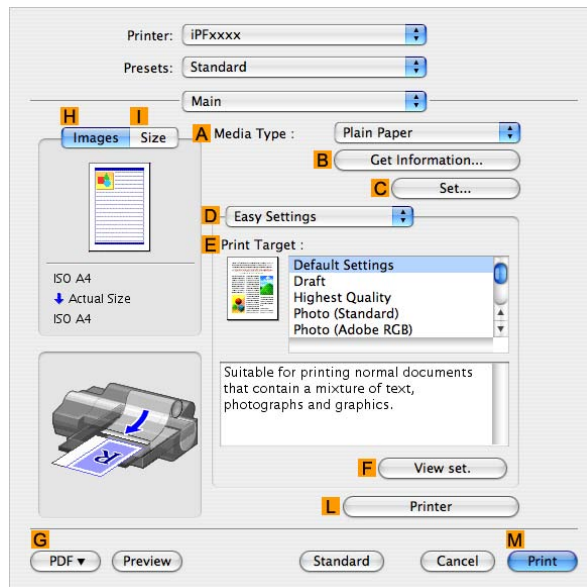 Printer: iPFxxxx
Presets: Standard
Main
H I
Images Size
A Media Type : Plain Paper
B Get Information...
C Set...
D Easy Settings
E Print Target :
Default Settings
Draft
Highest Quality
Photo (Standard)
Photo (Adobe RGB)
ISO A4
Actual Size
ISO A4
Suitable for printing normal documents
that contain a mixture of text,
photographs and graphics.
R
F View set.
L Printer
G M
PDF▼ Preview Standard Cancel Print